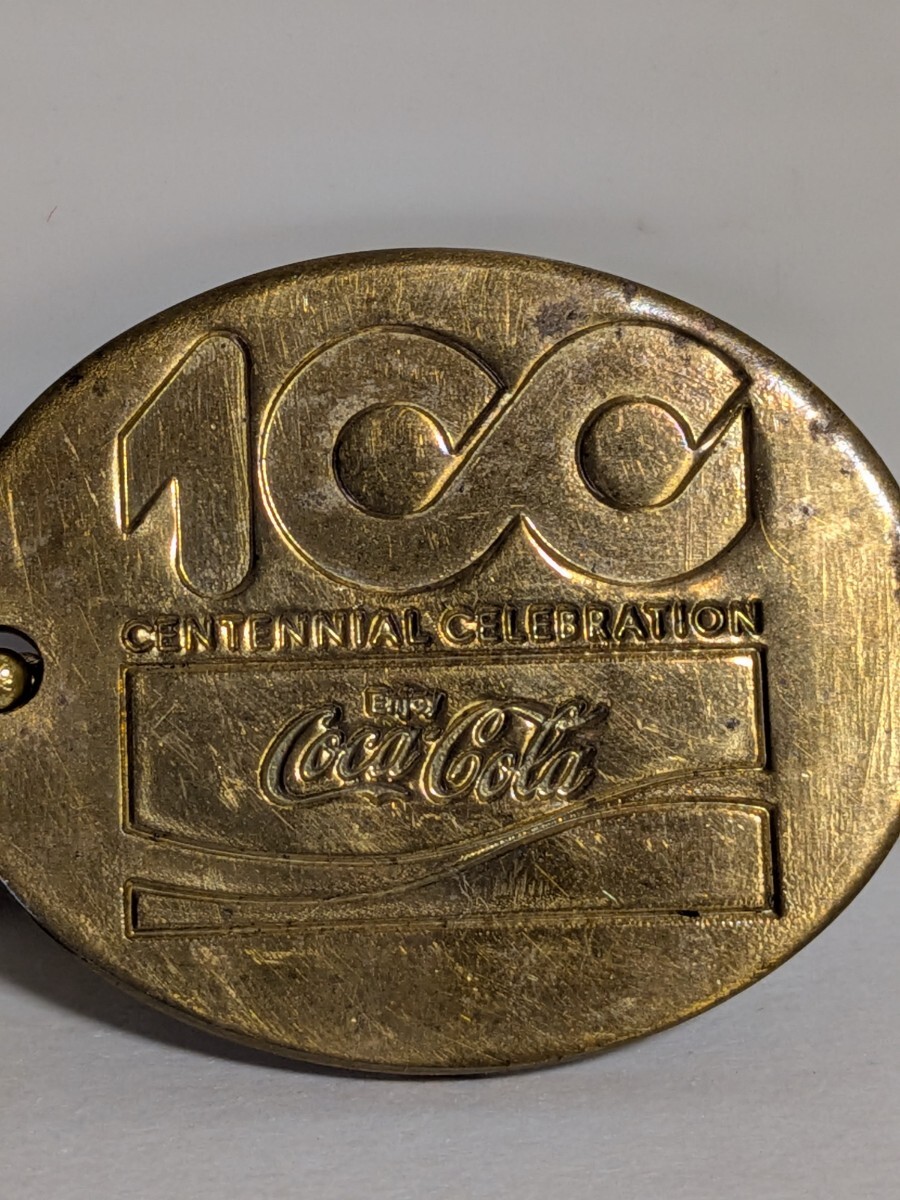 100
CENTENNIAL CELEBRATION
Enjoy
Coca-Cola